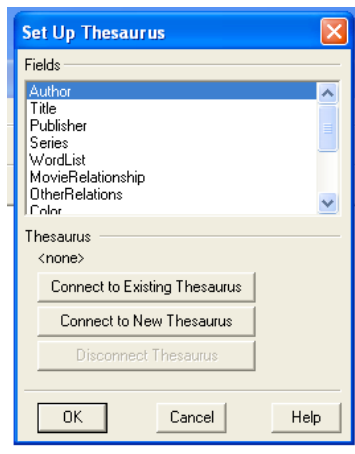 Set Up Thesaurus
Fields
Author
Title
Publisher
Series
WordList
MovieRelationship
OtherRelations
Color
Thesaurus
<none>
Connect to Existing Thesaurus
Connect to New Thesaurus
Disconnect Thesaurus
OK Cancel Help